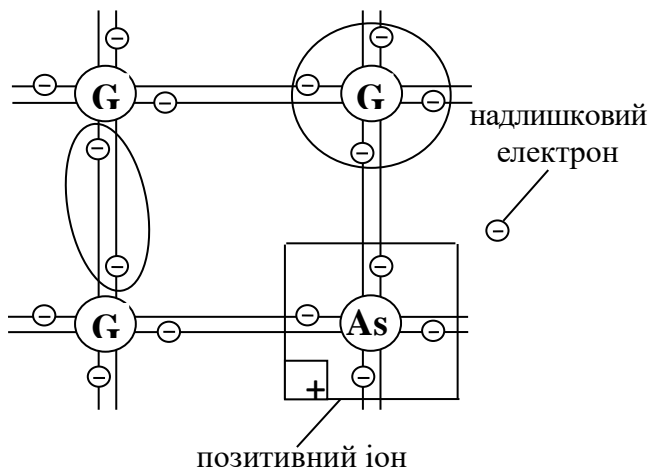 G
G
надлишковий
електрон
G
As
+
позитивний іон